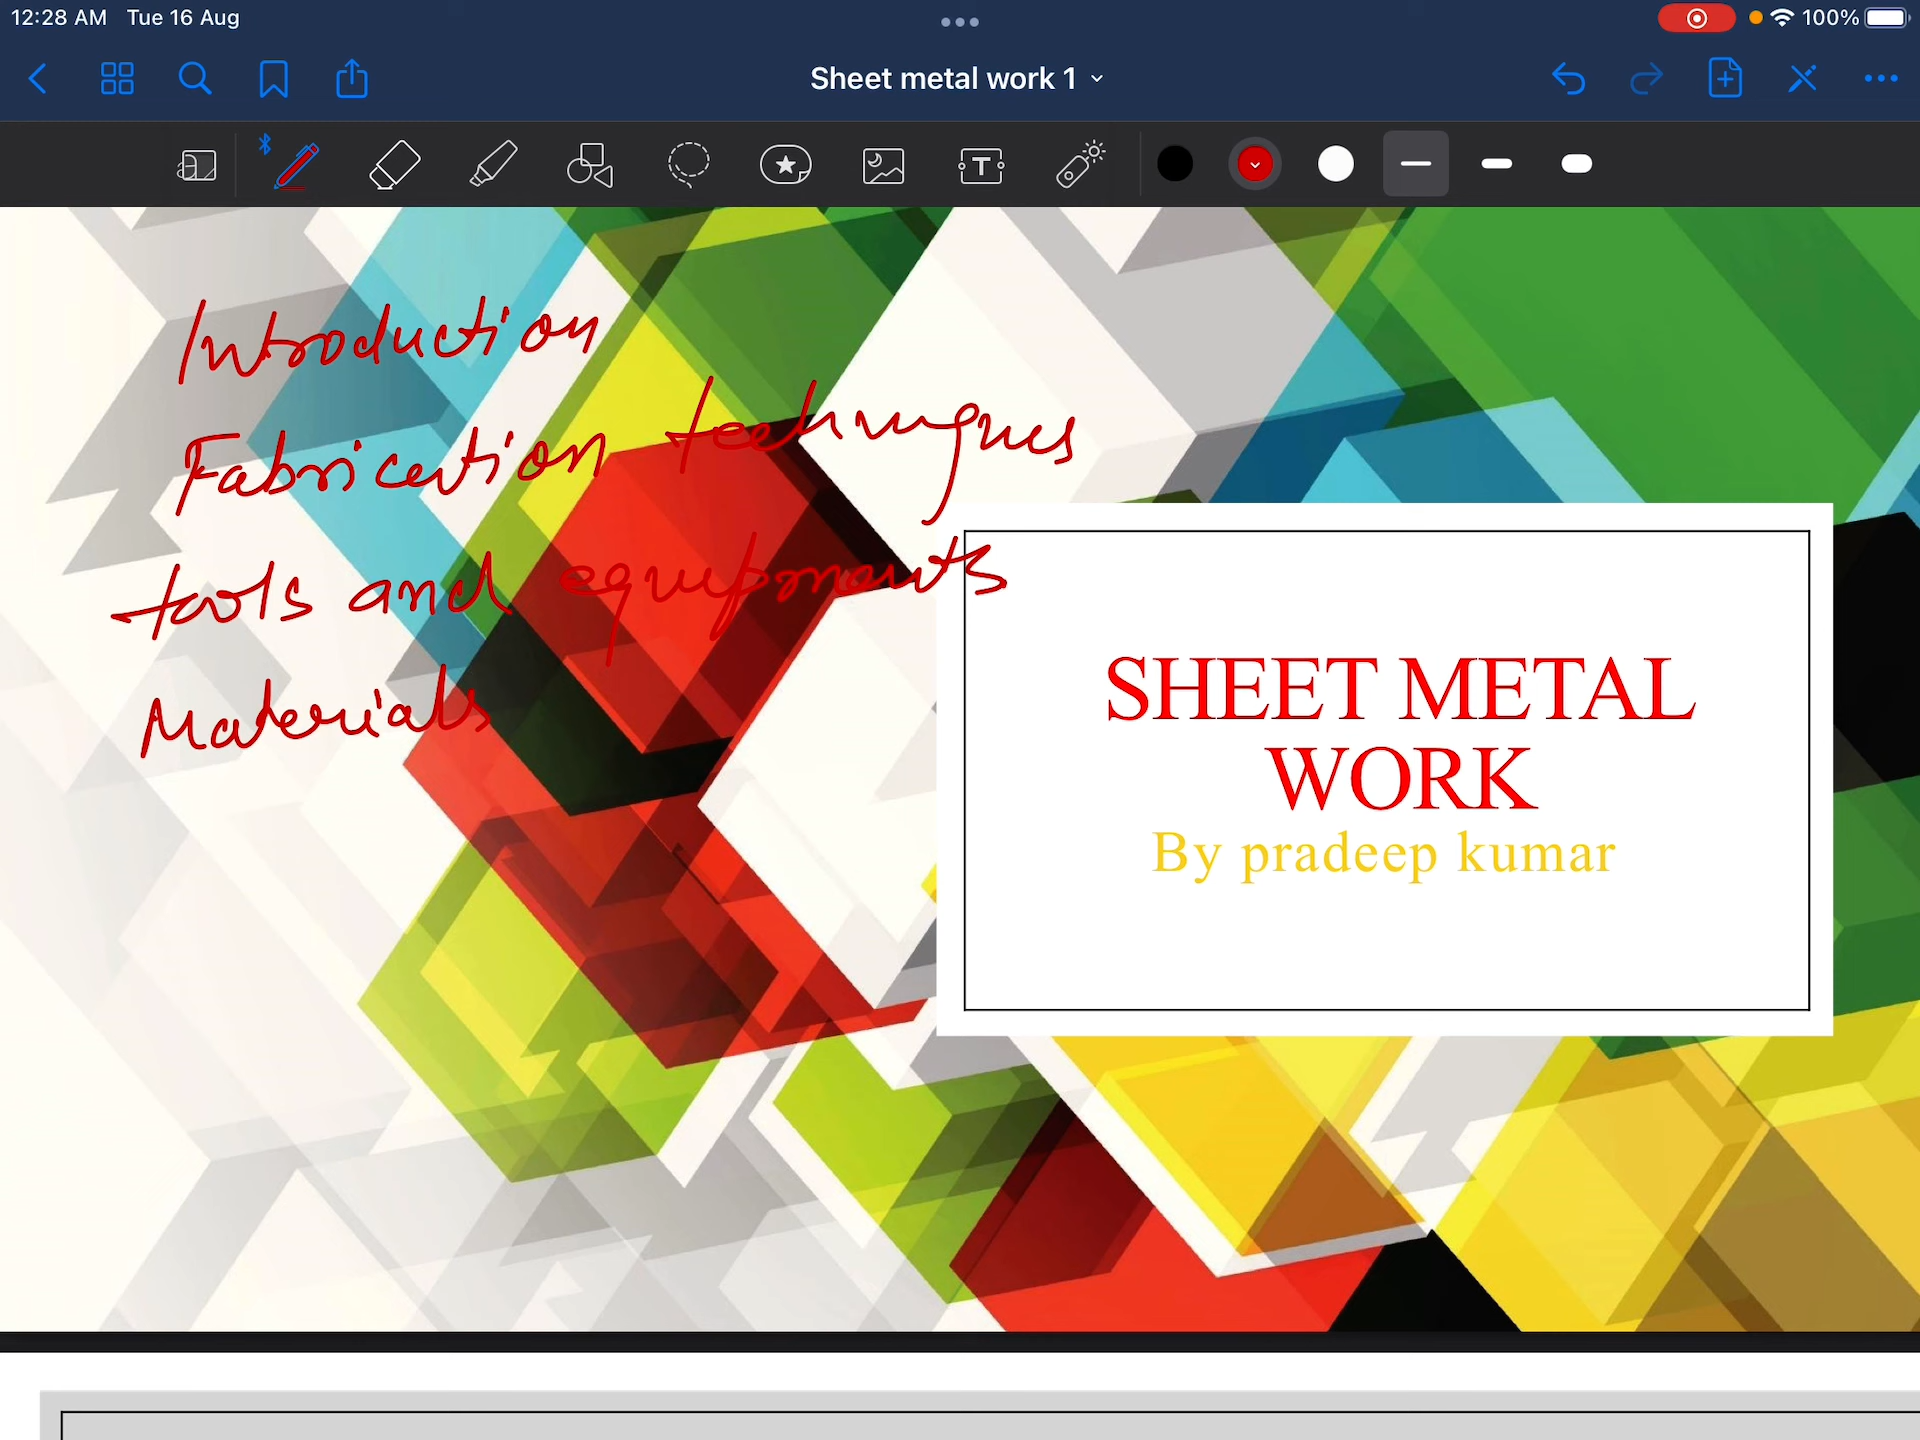 12:28 AM Tue 16 Aug
100%
Sheet metal work 1
T
Introduction
Fabrication techniques
tools and equipments
Materials
SHEET METAL
WORK
By pradeep kumar